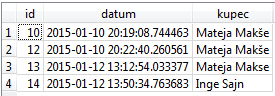 id datum kupec
1 10 2015-01-10 20:19:08.744463 Mateja Makše
2 12 2015-01-10 20:22:40.260561 Mateja Makše
3 13 2015-01-12 13:12:54.033377 Mateja Makše
4 14 2015-01-12 13:50:34.763683 Inge Sajn